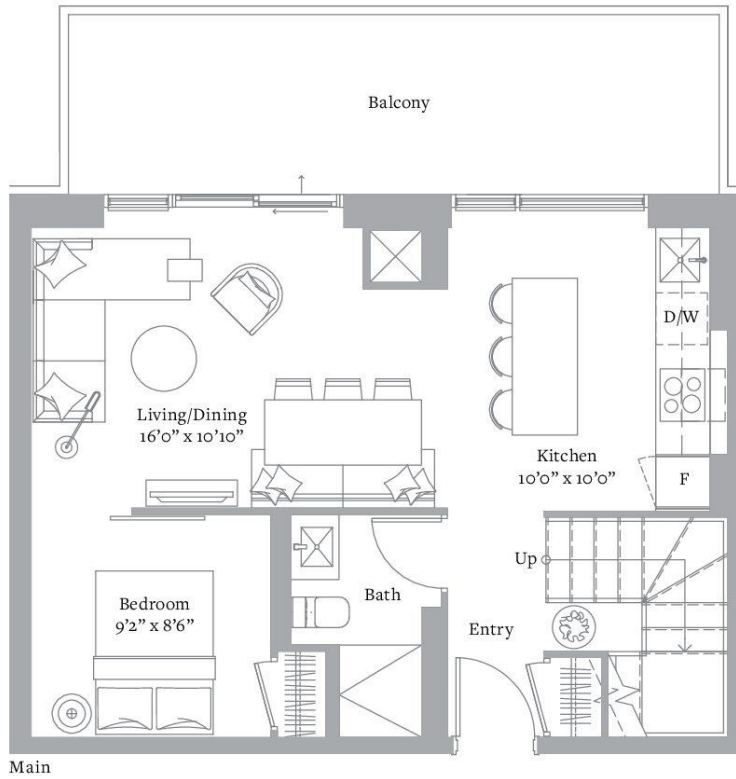 Balcony
D/W
Living/Dining
16’0” x 10’10”
Kitchen
10’0” x 10’0”
F
Up
Bath
Bedroom
9’2” x 8’6”
Entry
Main